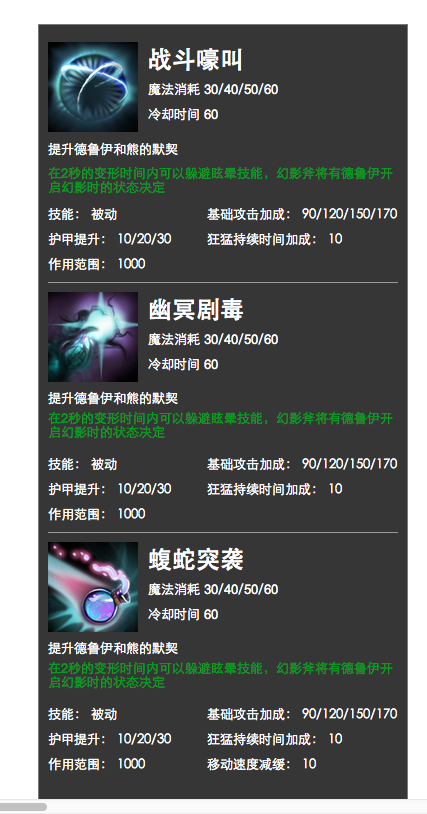 战斗嚎叫
魔法消耗 30/40/50/60
冷却时间 60
提升德鲁伊和熊的默契
在2秒的变形时间内可以躲避眩晕技能，幻影斧将有德鲁伊开
启幻影时的状态决定
技能： 被动 基础攻击加成： 90/120/150/170
护甲提升： 10/20/30 狂猛持续时间加成： 10
作用范围： 1000
幽冥剧毒
魔法消耗 30/40/50/60
冷却时间 60
提升德鲁伊和熊的默契
在2秒的变形时间内可以躲避眩晕技能，幻影斧将有德鲁伊开
启幻影时的状态决定
技能： 被动 基础攻击加成： 90/120/150/170
护甲提升： 10/20/30 狂猛持续时间加成： 10
作用范围： 1000
蝮蛇突袭
魔法消耗 30/40/50/60
冷却时间 60
提升德鲁伊和熊的默契
在2秒的变形时间内可以躲避眩晕技能，幻影斧将有德鲁伊开
启幻影时的状态决定
技能： 被动 基础攻击加成： 90/120/150/170
护甲提升： 10/20/30 狂猛持续时间加成： 10
作用范围： 1000 移动速度减缓： 10